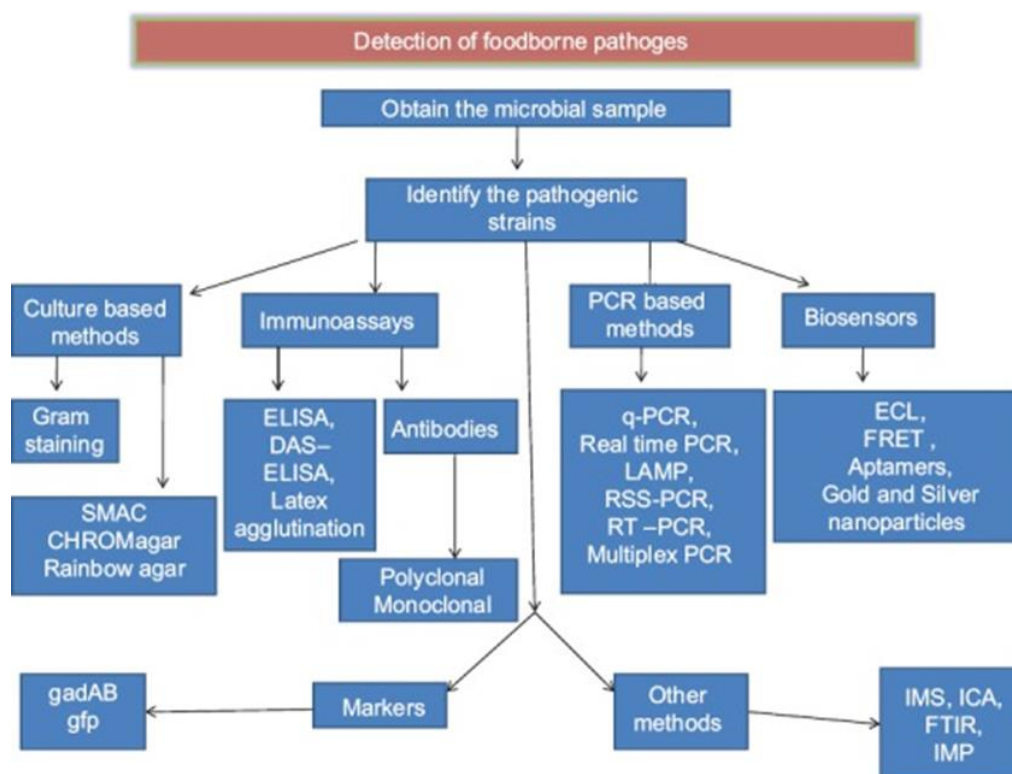 Detection of foodborne pathoges
Obtain the microbial sample
Identify the pathogenic
strains
Culture based
methods
Immunoassays
PCR based
methods
Biosensors
Gram
staining
SMAC
CHROMagar
Rainbow agar
ELISA,
DAS–
ELISA,
Latex
agglutination
Antibodies
Polyclonal
Monoclonal
q-PCR,
Real time PCR,
LAMP,
RSS-PCR,
RT –PCR,
Multiplex PCR
ECL,
FRET ,
Aptamers,
Gold and Silver
nanoparticles
gadAB
gfp
Markers
Other
methods
IMS, ICA,
FTIR,
IMP